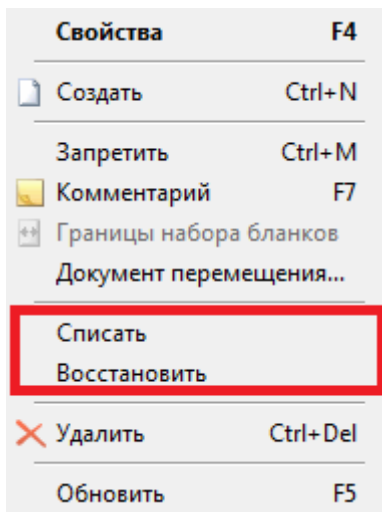 Свойства F4
Создать Ctrl+N
Запретить Ctrl+M
Комментарий F7
Границы набора бланков
Документ перемещения...
Списать
Восстановить
Удалить Ctrl+Del
Обновить F5